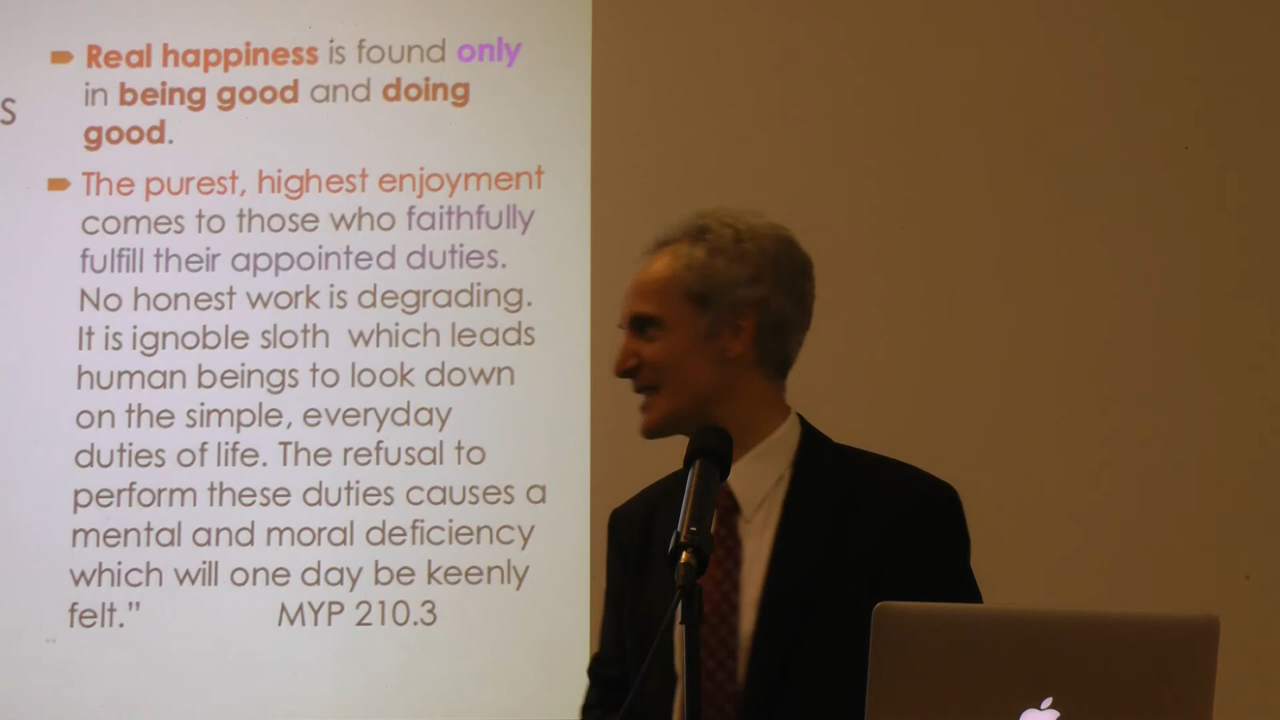 Real happiness is found only
in being good and doing
s
good.
The purest, highest enjoyment
comes to those who faithfully
fulfill their appointed duties.
No honest work is degrading.
It is ignoble sloth which leads
human beings to look down
on the simple, everyday
duties of life. The refusal to
perform these duties causes a
mental and moral deficiency
which will one day be keenly
felt.” MYP 210.3